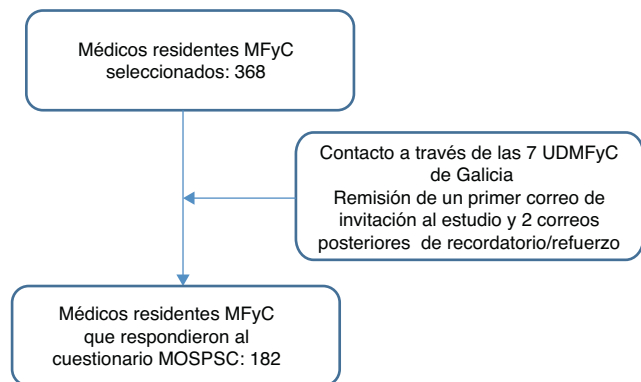 Médicos residentes MFyC
seleccionados: 368
Contacto a través de las 7 UDMFyC
de Galicia
Remisión de un primer correo de
invitación al estudio y 2 correos
posteriores de recordatorio/refuerzo
Médicos residentes MFyC
que respondieron al
cuestionario MOSPSC: 182